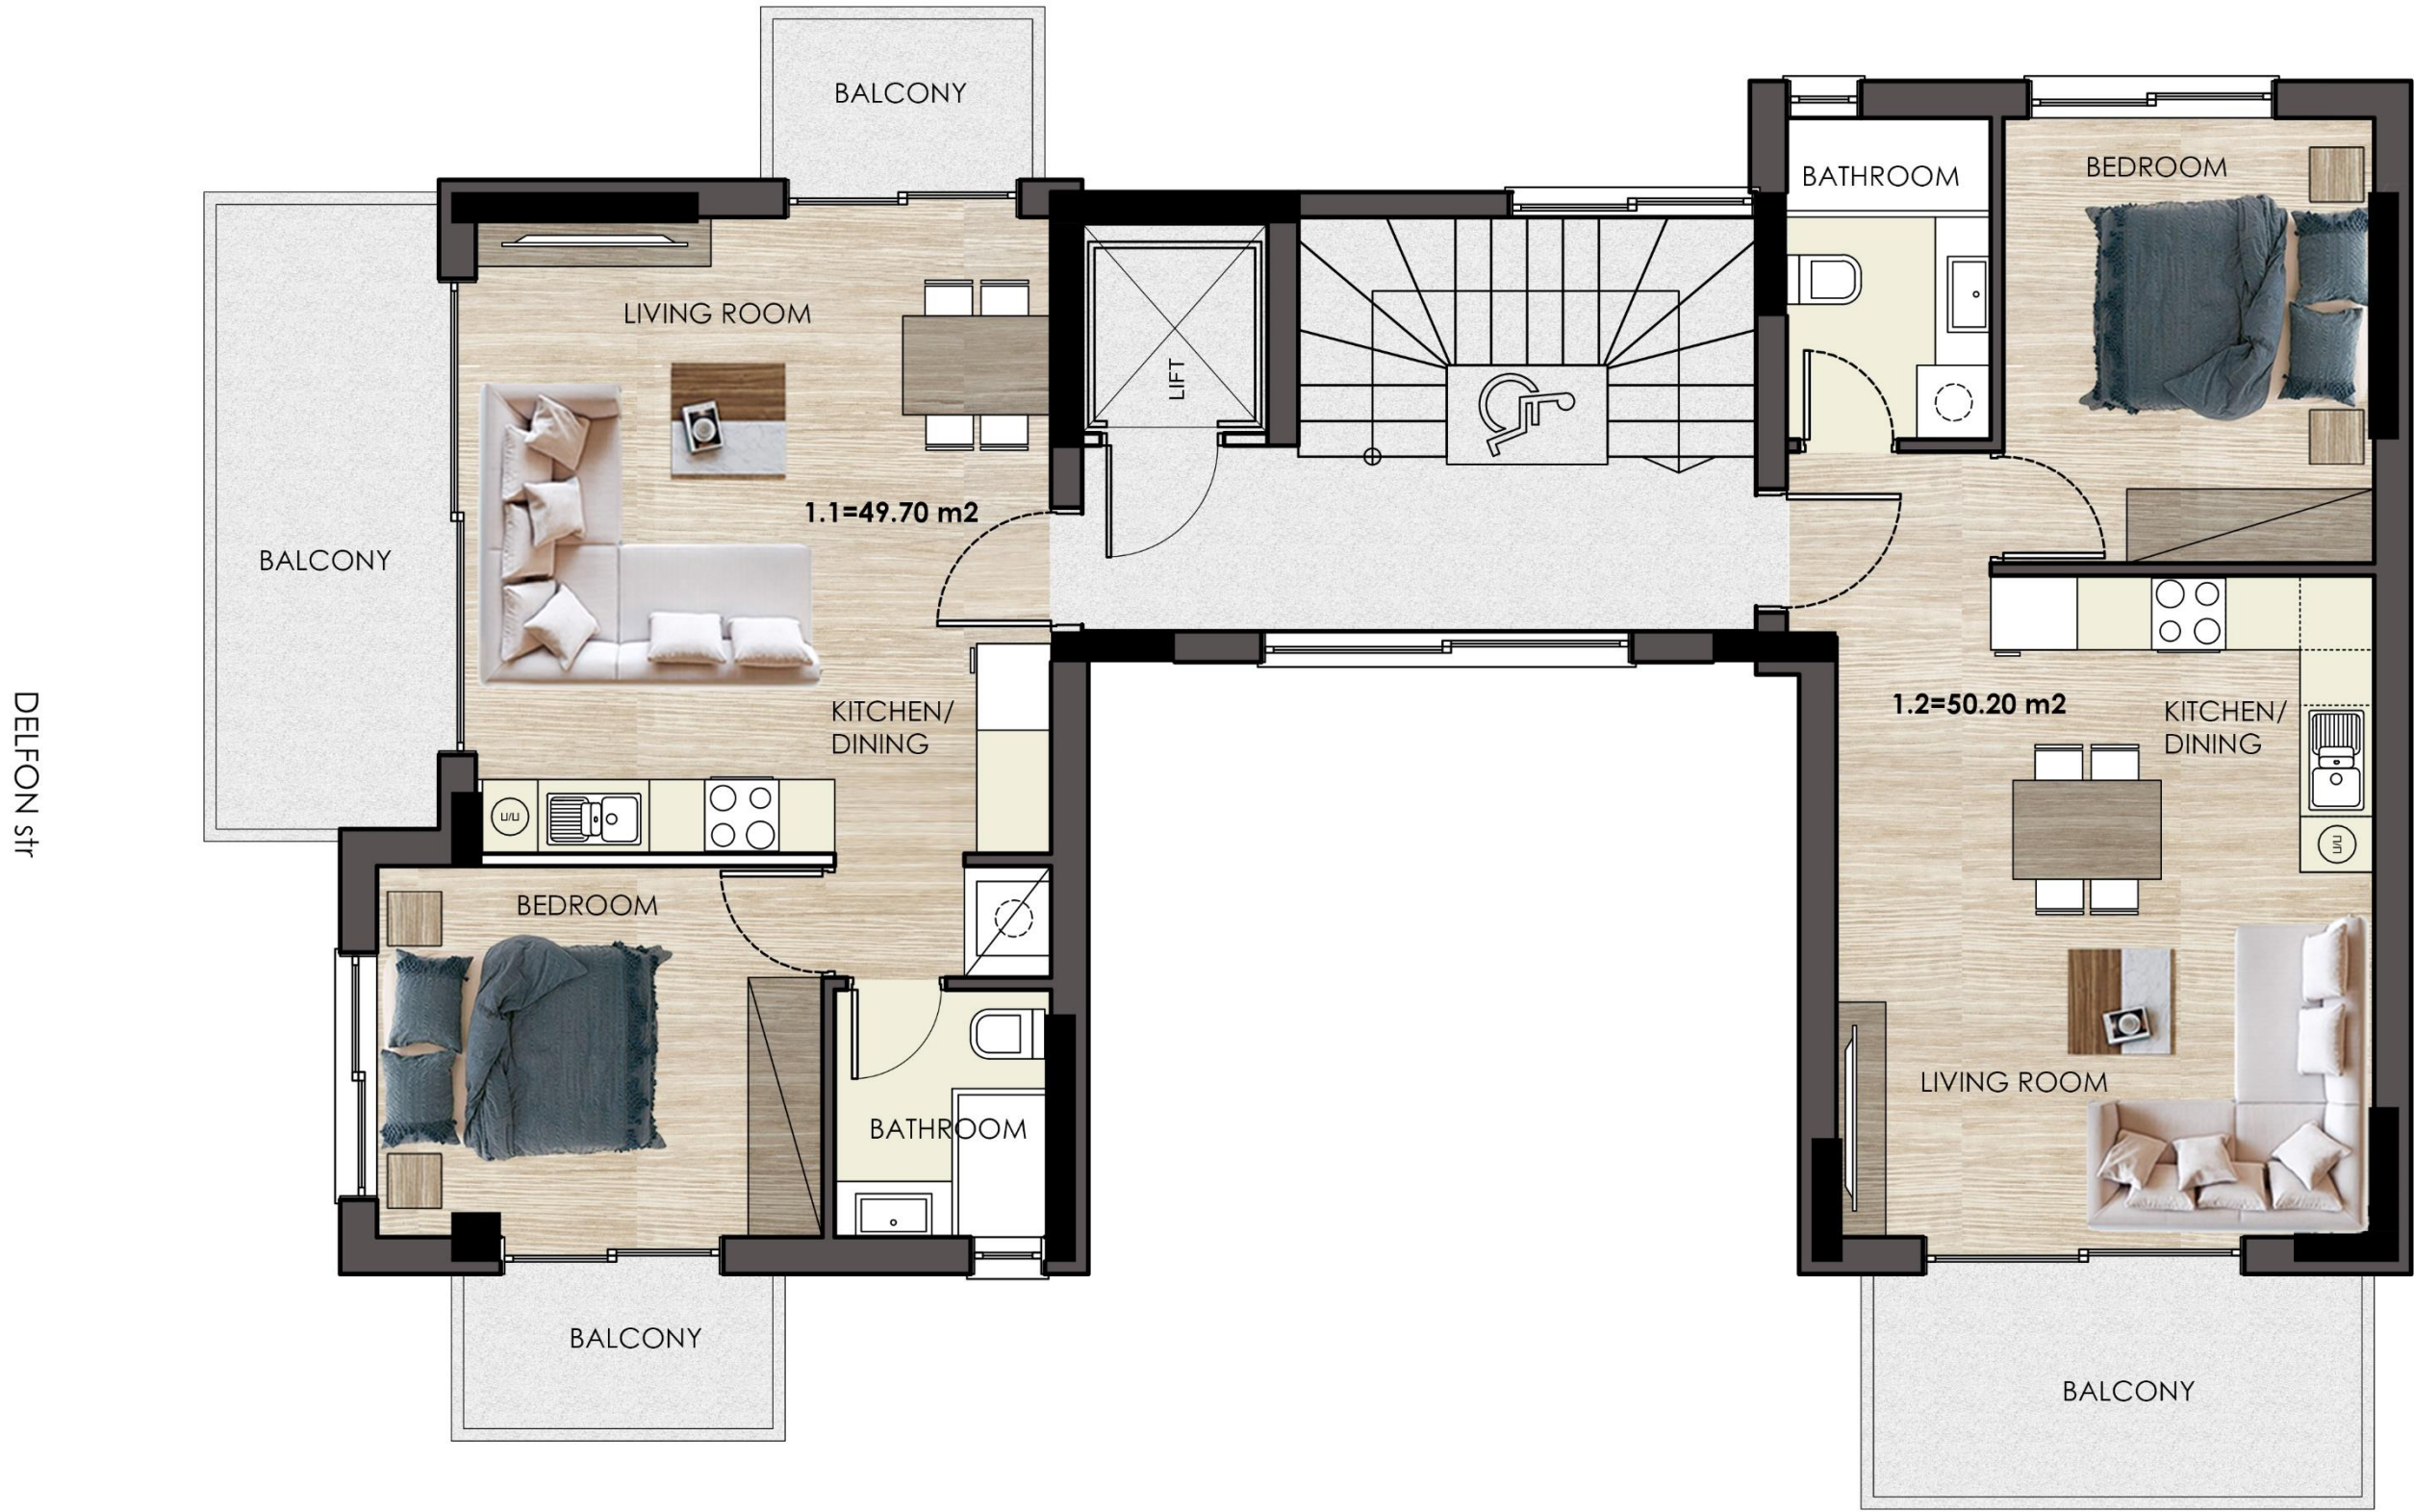 BALCONY
BATHROOM
BEDROOM
LIVING ROOM
LIFT
1.1=49.70 m2
BALCONY
DELFON str
KITCHEN/
DINING
1.2=50.20 m2
KITCHEN/
DINING
BEDROOM
LIVING ROOM
BATHROOM
BALCONY
BALCONY